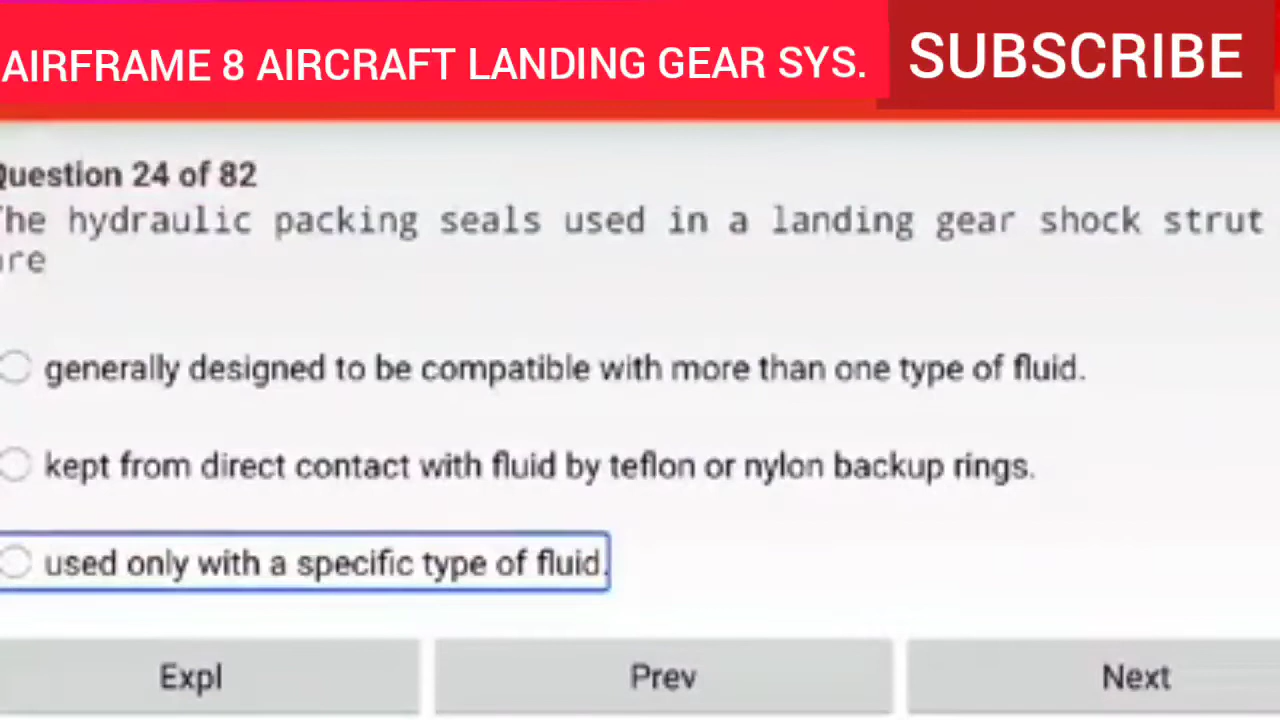 AIRFRAME 8 AIRCRAFT LANDING GEAR SYS.
SUBSCRIBE
Question 24 of 82
The hydraulic packing seals used in a landing gear shock strut
are
generally designed to be compatible with more than one type of fluid.
kept from direct contact with fluid by teflon or nylon backup rings.
used only with a specific type of fluid.
Expl
Prev
Next